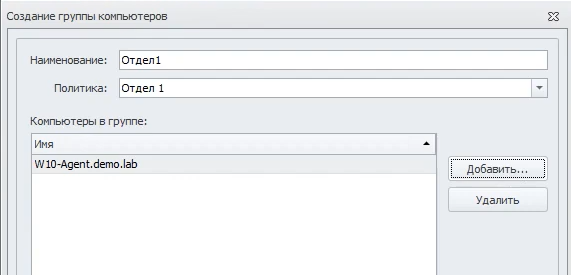 Создание группы компьютеров
Наименование: Отдел1
Политика: Отдел 1
Компьютеры в группе:
Имя
W10-Agent.demo.lab
Добавить...
Удалить